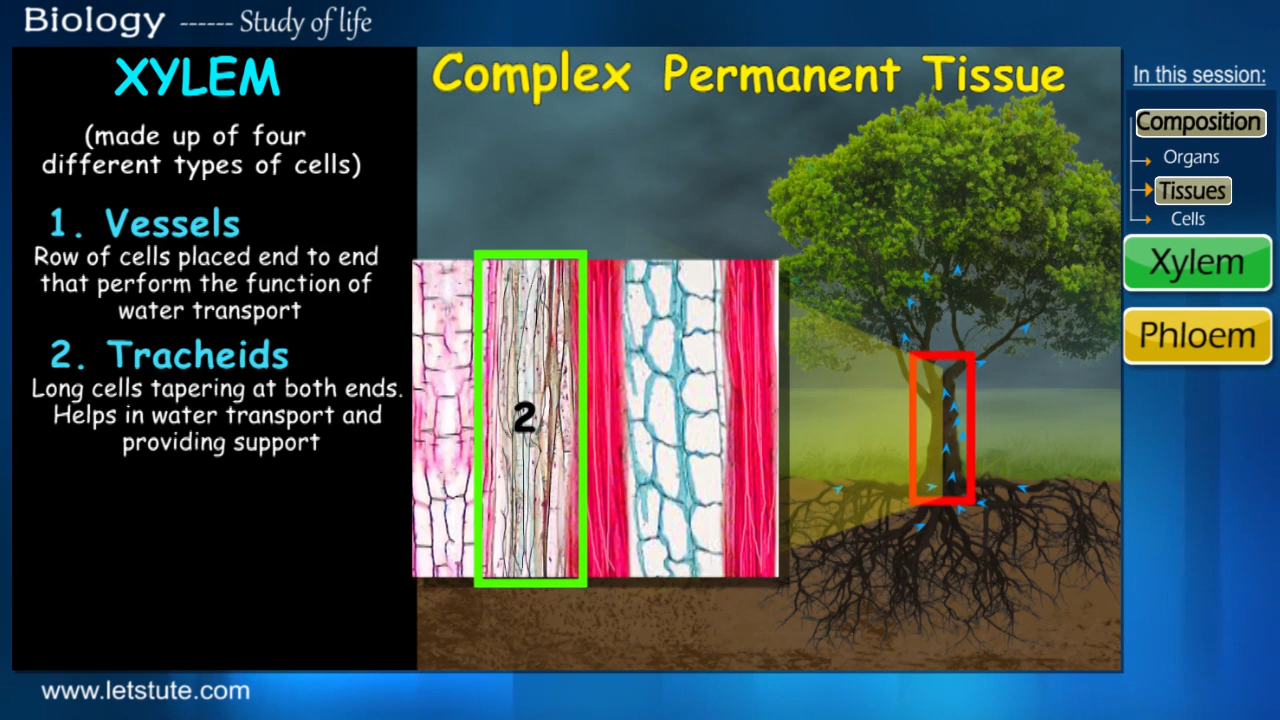 Biology ------ Study of life
XYLEM
(made up of four
different types of cells)
1. Vessels
Row of cells placed end to end
that perform the function of
water transport
2. Tracheids
Long cells tapering at both ends.
Helps in water transport and
providing support
Complex Permanent Tissue
2
In this session:
Composition
Organs
Tissues
Cells
Xylem
Phloem
www.letstute.com